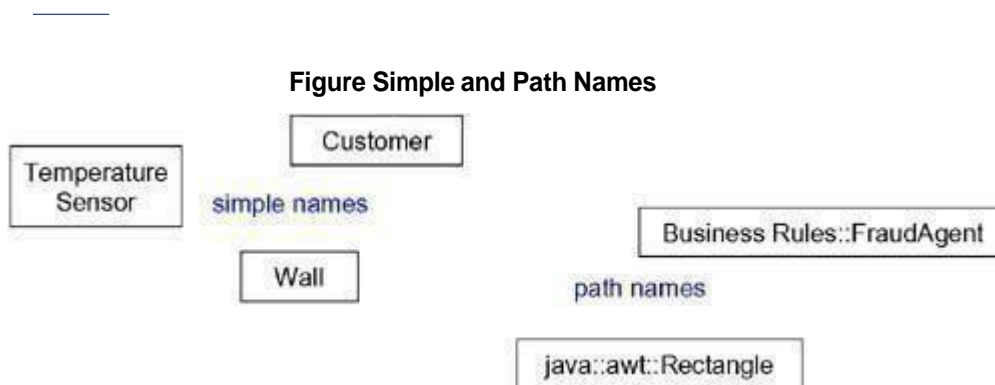 Figure Simple and Path Names
Customer
Temperature
Sensor
simple names
Business Rules::FraudAgent
Wall
path names
java::awt::Rectangle